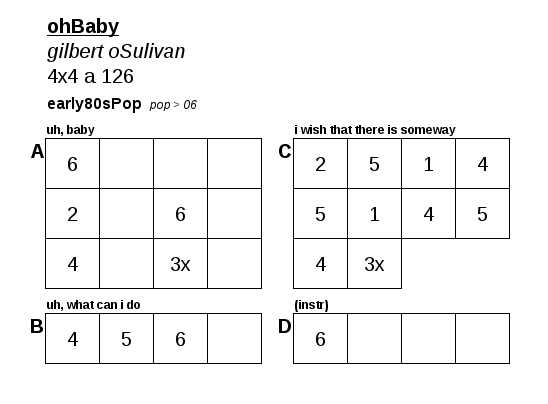 ohBaby
gilbert oSulivan
4x4 a 126
early80sPop pop > 06
uh, baby
A 6
2 6
4 3x
uh, what can i do
B 4 5 6
i wish that there is someway
C 2 5 1 4
5 1 4 5
4 3x
(instr)
D 6